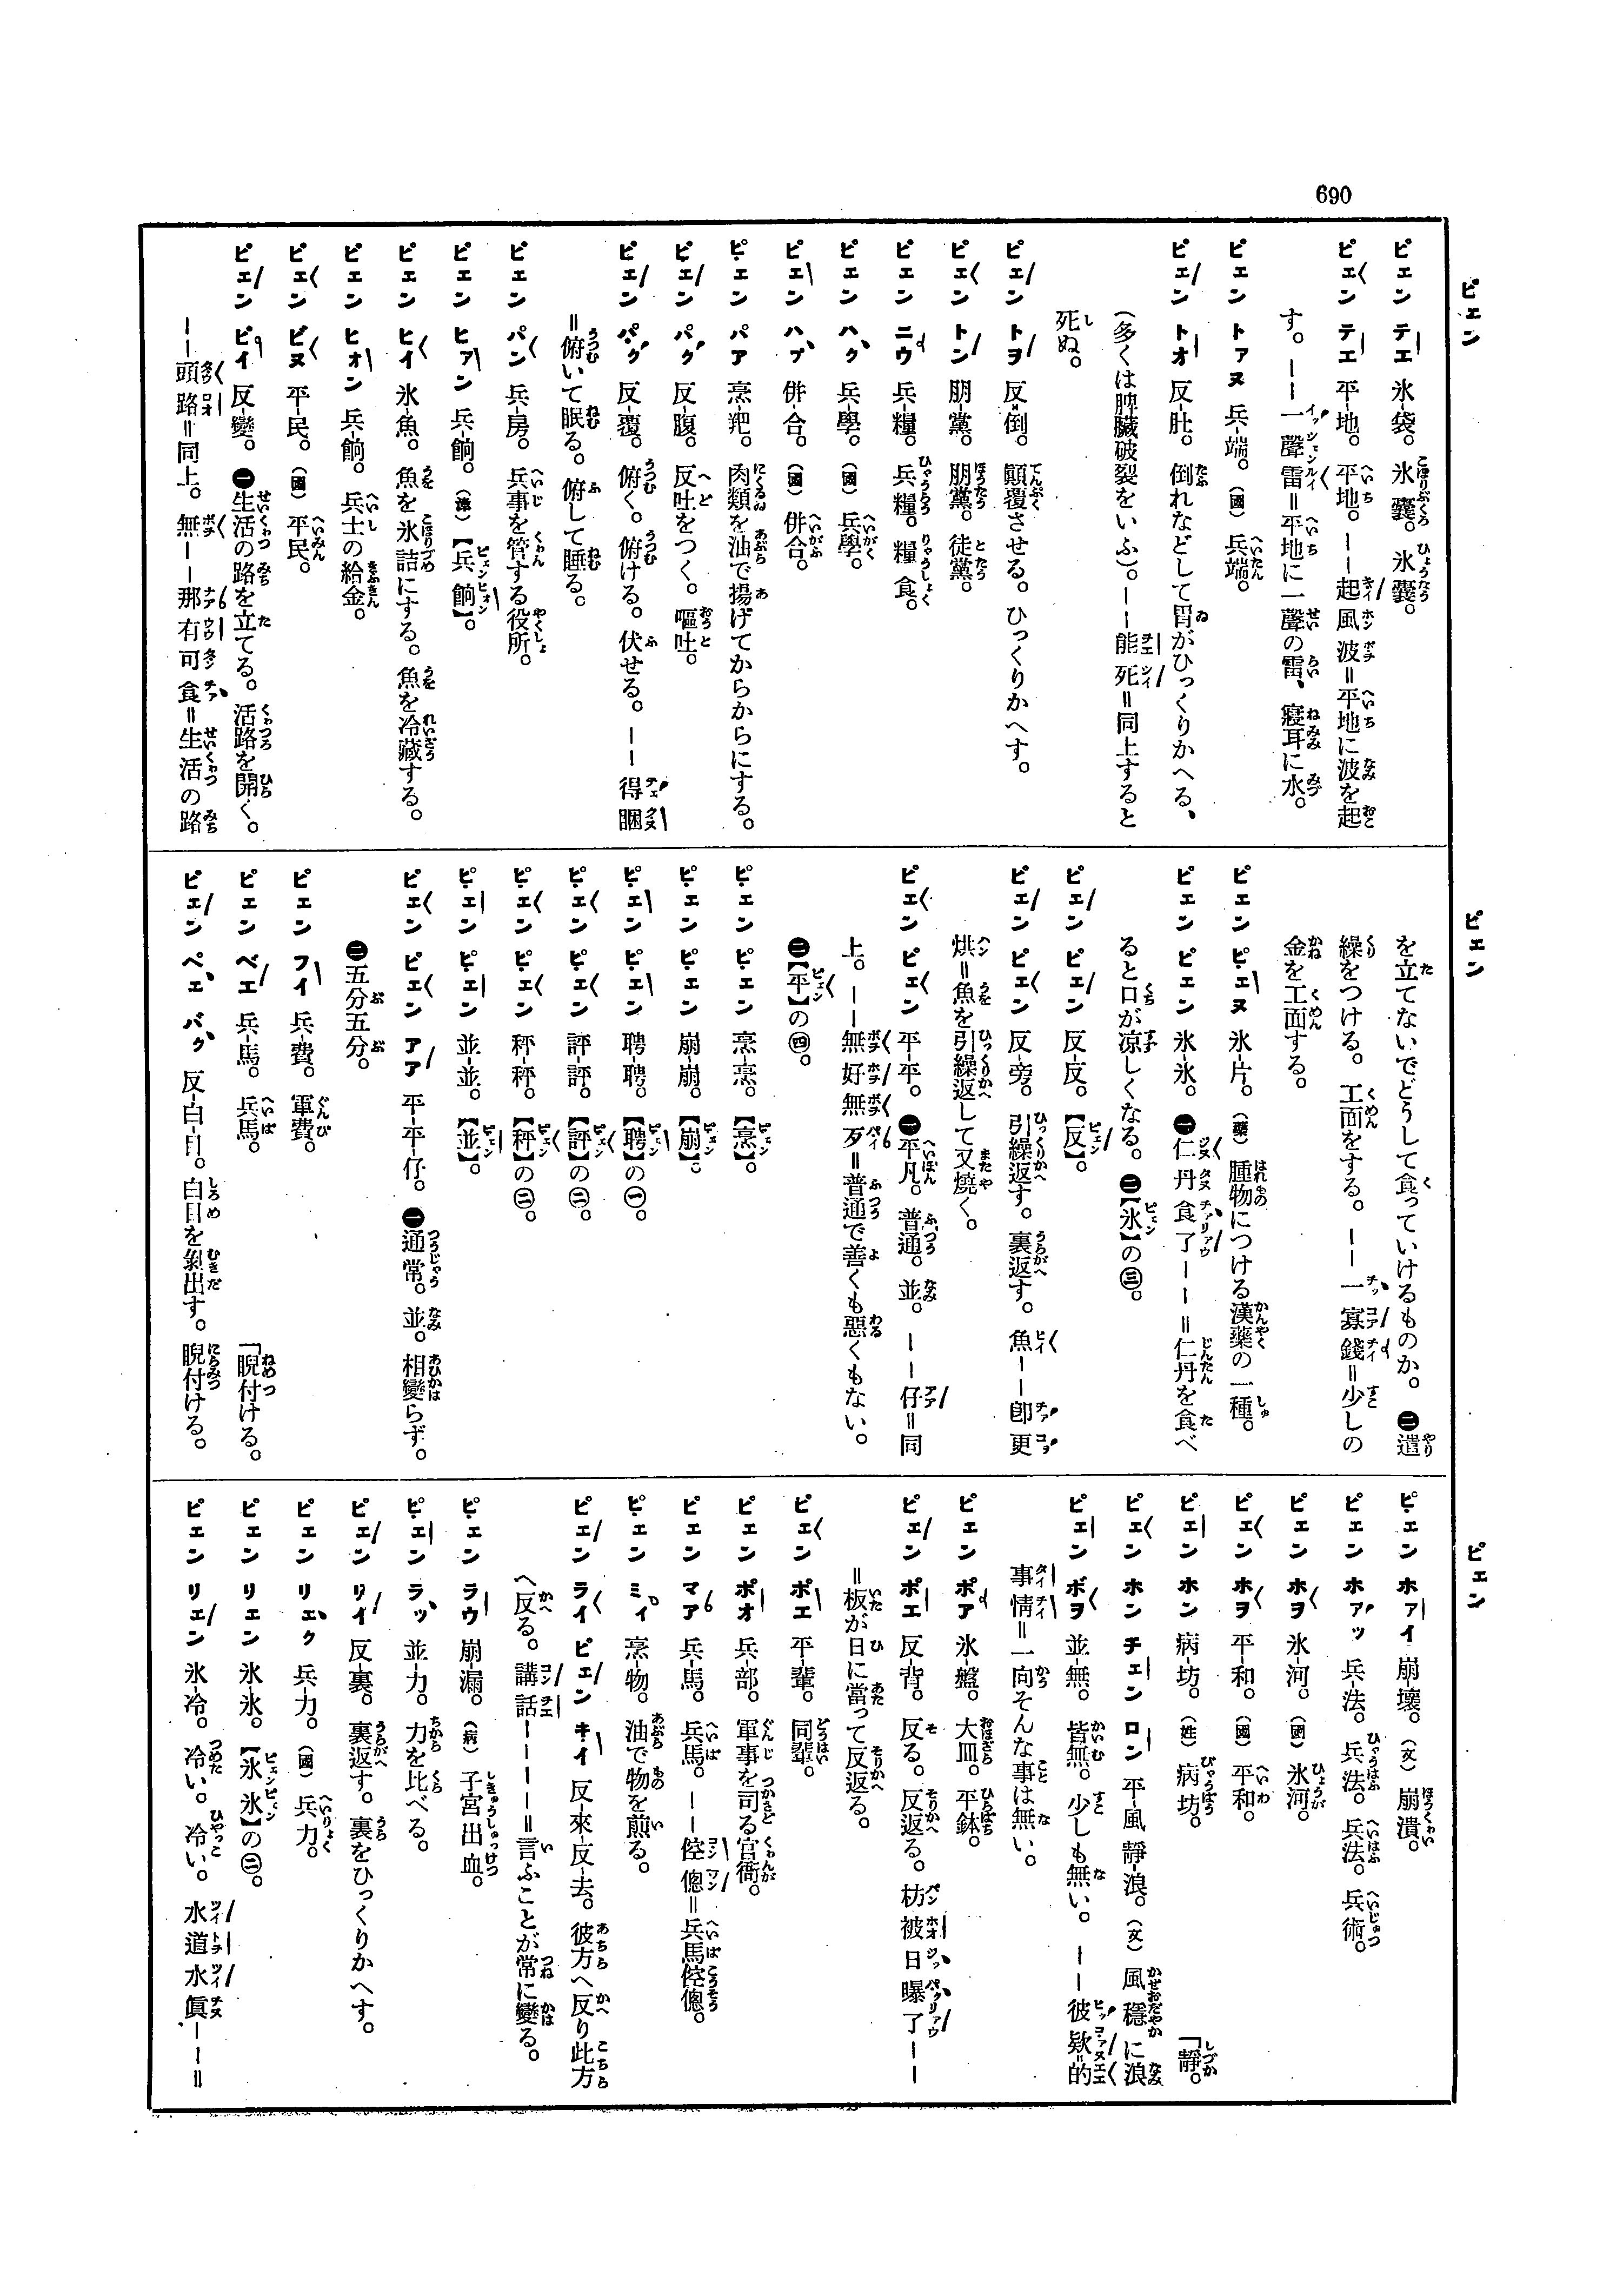 690
ピエン
ピエン テエ 氷-袋。氷嚢。氷嚢。
ピエン テエ 平-地。平地。――起風波=平地に波を起
す。――一聲雷=平地に一聲の雷、寢耳に水。
ピエン トァヌ 兵-端。(國)兵端。
ピエン トオ 反-肚。倒れなどして胃がひっくりかへる、
(多くは脾臟破裂をいふ)。――能死=同上すると
死ぬ。
ピエン トヲ 反-倒。顚覆させる。ひっくりかへす。
ピエン トン 朋-黨。朋黨。徒黨。
ピエン ニウ 兵-糧。兵糧。糧食。
ピエン ハク 兵-學。(國)兵學。
ピエン ハプ 併-合。(國)併合。
ピエン パア 烹-䎱。肉類を油で揚げてからからにする。
ピエン パク 反-腹。反吐をつく。嘔吐。
ピエン パク 反-覆。俯く。俯ける。伏せる。――得睏
=俯いて眠る。俯して睡る。
ピエン パン 兵-房。兵事を管する役所。
ピエン ヒァン 兵-餉。(漳)【兵餉】。
ピエン ヒイ 氷-魚。魚を氷詰にする。魚を冷藏する。
ピエン ヒォン 兵-餉。兵士の給金。
ピエン ビヌ 平-民。(國)平民。
ピエン ピイ 反-變。㊀生活の路を立てる。活路を開く。
――頭路=同上。無――那有可食=生活の路
ピエン
を立てないでどうして食っていけるものか。㊁遣
繰をつける。工面をする。――一寡錢=少しの
金を工面する。
ピエン ピエヌ 氷-片。(藥)腫物につける漢藥の一種。
ピエン ピエン 氷-氷。㊀仁丹食了――=仁丹を食べ
ると口が凉しくなる。㊁【氷】の㊂。
ピエン ピエン 反-反。【反】。
ピエン ピエン 反-旁。引繰返す。裏返す。魚――卽更
烘=魚を引繰返して又燒く。
ピエン ピエン 平-平。㊀平凡。普通。並。――仔=同
上。――無好無歹=普通で善くも惡くもない。
㊁【平】の㊃。
ピエン ピエン 烹-烹。【烹】。
ピエン ピエン 崩-崩。【崩】。
ピエン ピエン 聘-聘。【聘】の㊀。
ピエン ピエン 評-評。【評】の㊁。
ピエン ピエン 秤-秤。【秤】の㊁。
ピエン ピエン 並-並。【並】。
ピエン ピエン アア 平-平-仔。㊀通常。並。相變らず。
㊁五分五分。
ピエン フイ 兵-費。軍費。
ピエン ベエ 兵-馬。兵馬。「睨付ける。
ピエン ペエ バク 反-白-目。白目を剝出す。睨付ける。
ピエン
ピエン ホァイ 崩-壞。(文)崩潰。
ピエン ホァッ 兵-法。兵法。兵法。兵術。
ピエン ホヲ 氷-河。(國)氷河。
ピエン ホヲ 平-和。(國)平和。
ピエン ホン 病-坊。(姓)病坊。「靜。
ピエン ホン チェン ロン 平-風 靜-浪。(文)風穩に浪
ピエン ボヲ 並-無。皆無。少しも無い。――彼欵=的
事情=一向そんな事は無い。
ピエン ポア 氷-盤。大皿。平鉢。
ピエン ポエ 反-背。反る。反返る。枋被日曝了――
=板が日に當って反返る。
ピエン ポエ 平-輩。同輩。
ピエン ポオ 兵-部。軍事を司る官衙。
ピエン マア 兵-馬。兵馬。――倥傯=兵馬倥傯。
ピエン ミイ 烹-物。油で物を煎る。
ピエン ライ ピエン キイ 反-來-反-去。彼方へ反り此方
へ反る。講話――――=言ふことが常に變る。
ピエン ラウ 崩-漏。(病)子宮出血。
ピエン ラッ 並-力。力を比べる。
ピエン リイ 反-裏。裏返す。裏をひっくりかへす。
ピエン リエク 兵-力。(國)兵力。
ピエン リエン 氷-氷。【氷氷】の㊁。
ピエン リエン 氷-冷。冷い。冷い。水道水眞――=